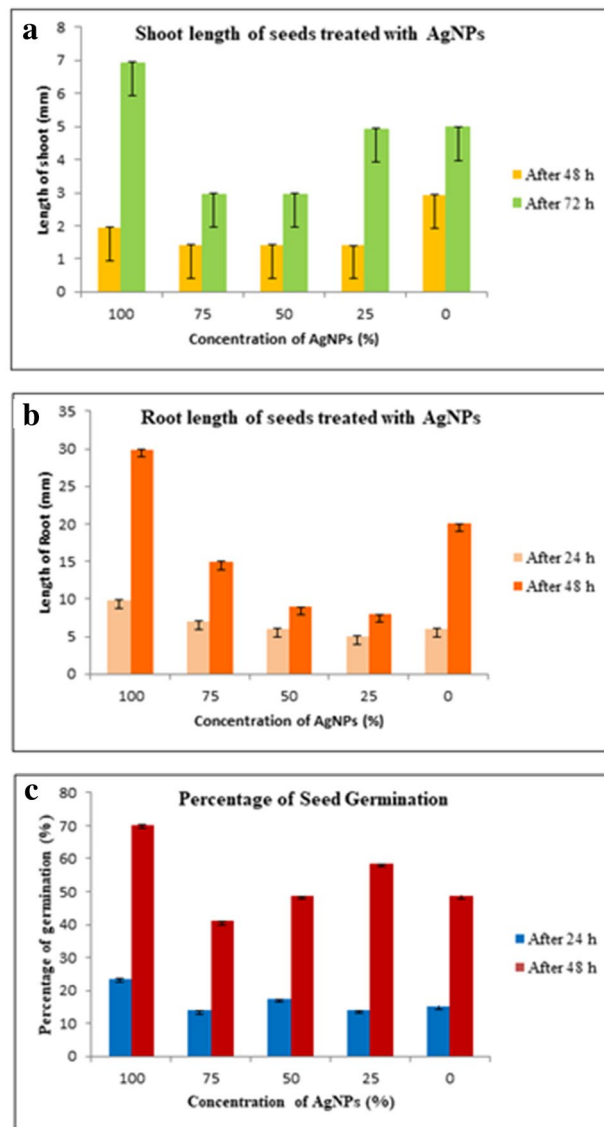 a
Shoot length of seeds treated with AgNPs
8
7
6
5
4
3
2
1
0
Length of shoot (mm)
100 75 50 25 0
Concentration of AgNPs (%)
After 48 h
After 72 h
b
Root length of seeds treated with AgNPs
35
30
25
20
15
10
5
0
Length of Root (mm)
100 75 50 25 0
Concentration of AgNPs (%)
After 24 h
After 48 h
c
Percentage of Seed Germination
80
70
60
50
40
30
20
10
0
Percentage of germination (%)
100 75 50 25 0
Concentration of AgNPs (%)
After 24 h
After 48 h